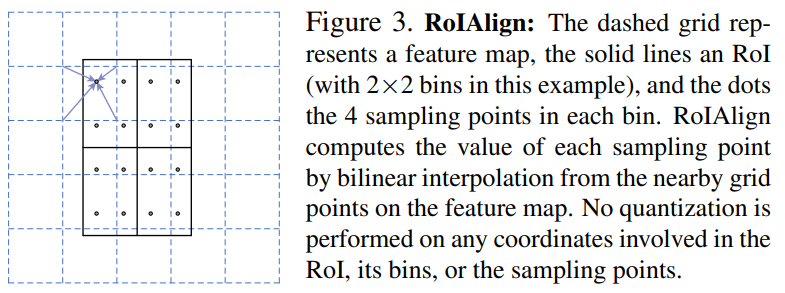 Figure 3. RoIAlign: The dashed grid rep-
resents a feature map, the solid lines an RoI
(with 2×2 bins in this example), and the dots
the 4 sampling points in each bin. RoIAlign
computes the value of each sampling point
by bilinear interpolation from the nearby grid
points on the feature map. No quantization is
performed on any coordinates involved in the
RoI, its bins, or the sampling points.